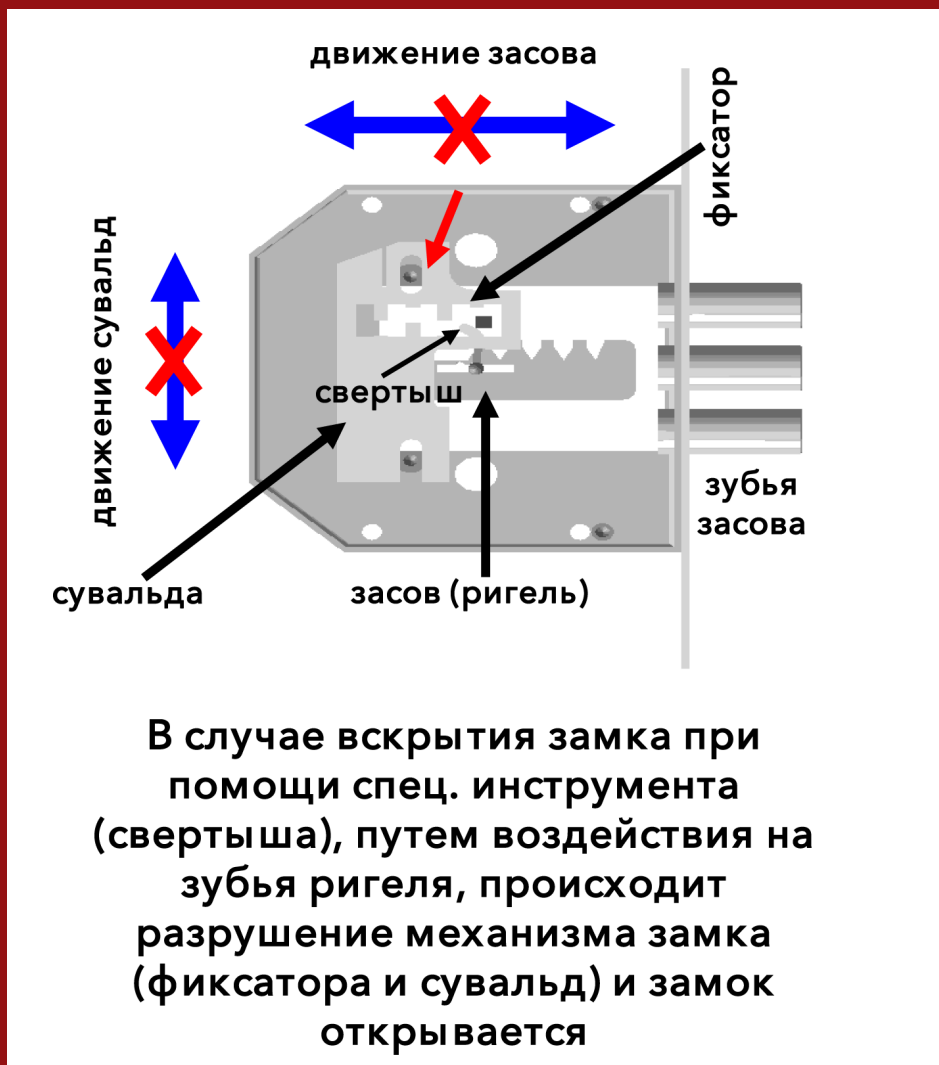 движение засова
фиксатор
движение сувальд
свертыш
зубья
засова
сувальда
засов (ригель)
В случае вскрытия замка при
помощи спец. инструмента
(свертыша), путем воздействия на
зубья ригеля, происходит
разрушение механизма замка
(фиксатора и сувальд) и замок
открывается